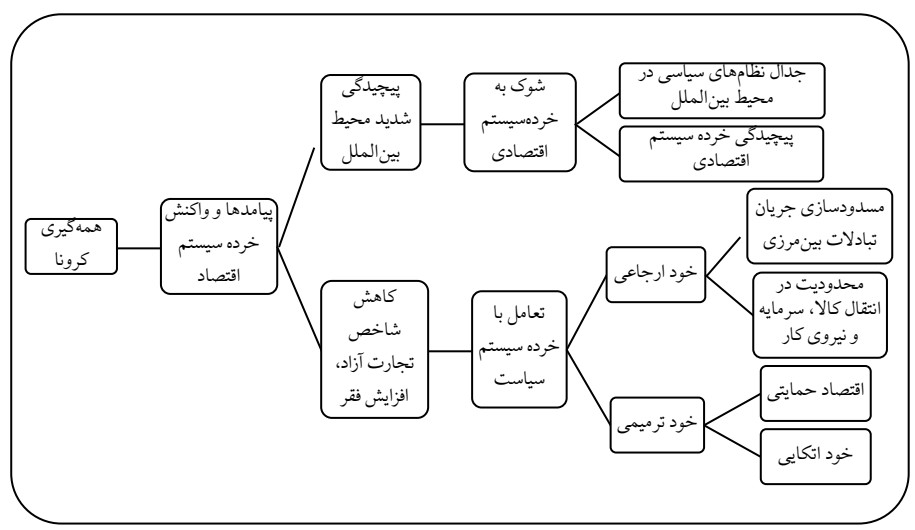 همه‌گیری
کرونا
پیامدها و واکنش
خرده سیستم
اقتصاد
پیچیدگی
شدید محیط
بین‌الملل
شوک به
خرده‌سیستم
اقتصادی
جدال نظام‌های سیاسی در
محیط بین‌الملل
پیچیدگی خرده سیستم
اقتصادی
کاهش
شاخص
تجارت آزاد،
افزایش فقر
تعامل با
خرده سیستم
سیاست
خود ارجاعی
مسدودسازی جریان
تبادلات بین‌مرزی
محدودیت در
انتقال کالا، سرمایه
و نیروی کار
خود ترمیمی
اقتصاد حمایتی
خود اتکایی